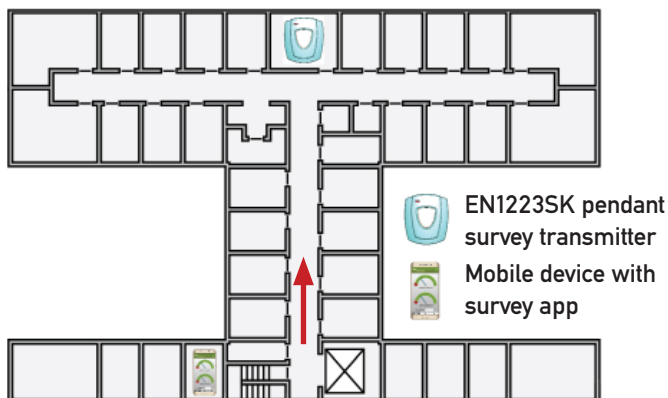 EN1223SK pendant
survey transmitter
Mobile device with
survey app